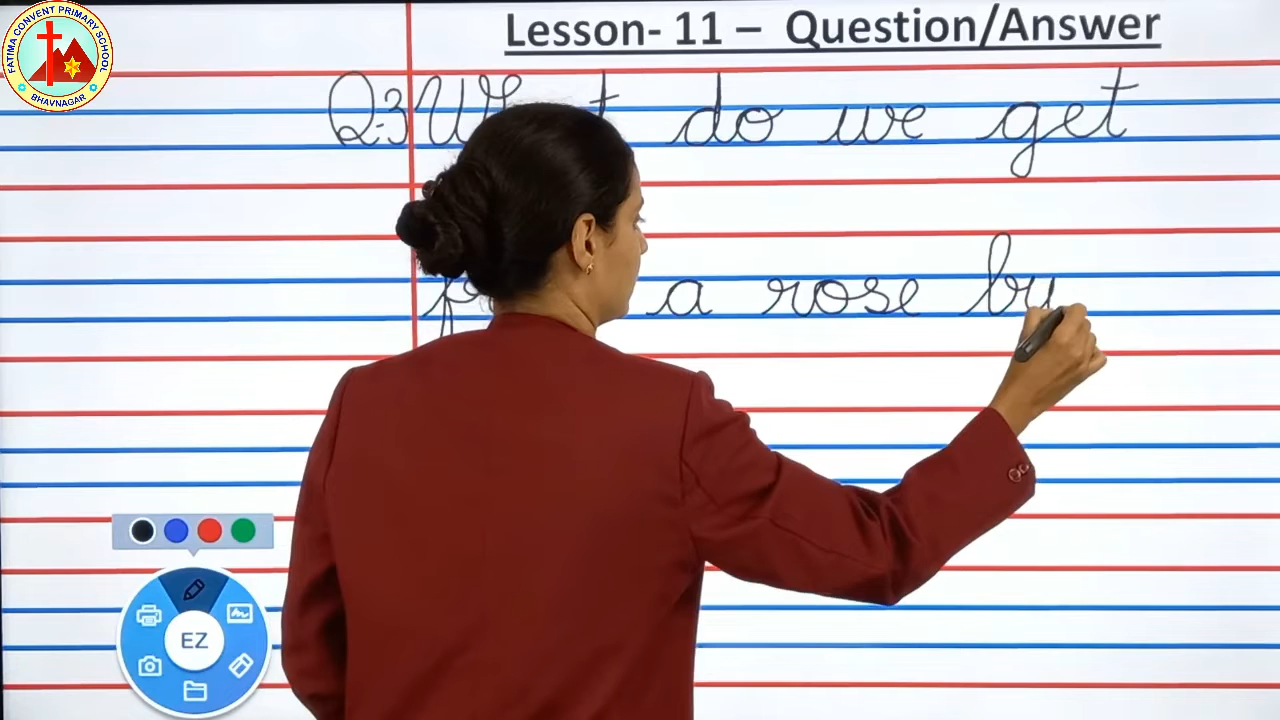 FATIMA CONVENT PRIMARY SCHOOL
BHAVNAGAR
Lesson- 11 – Question/Answer
Q.3 do we get
a rose by
EZ